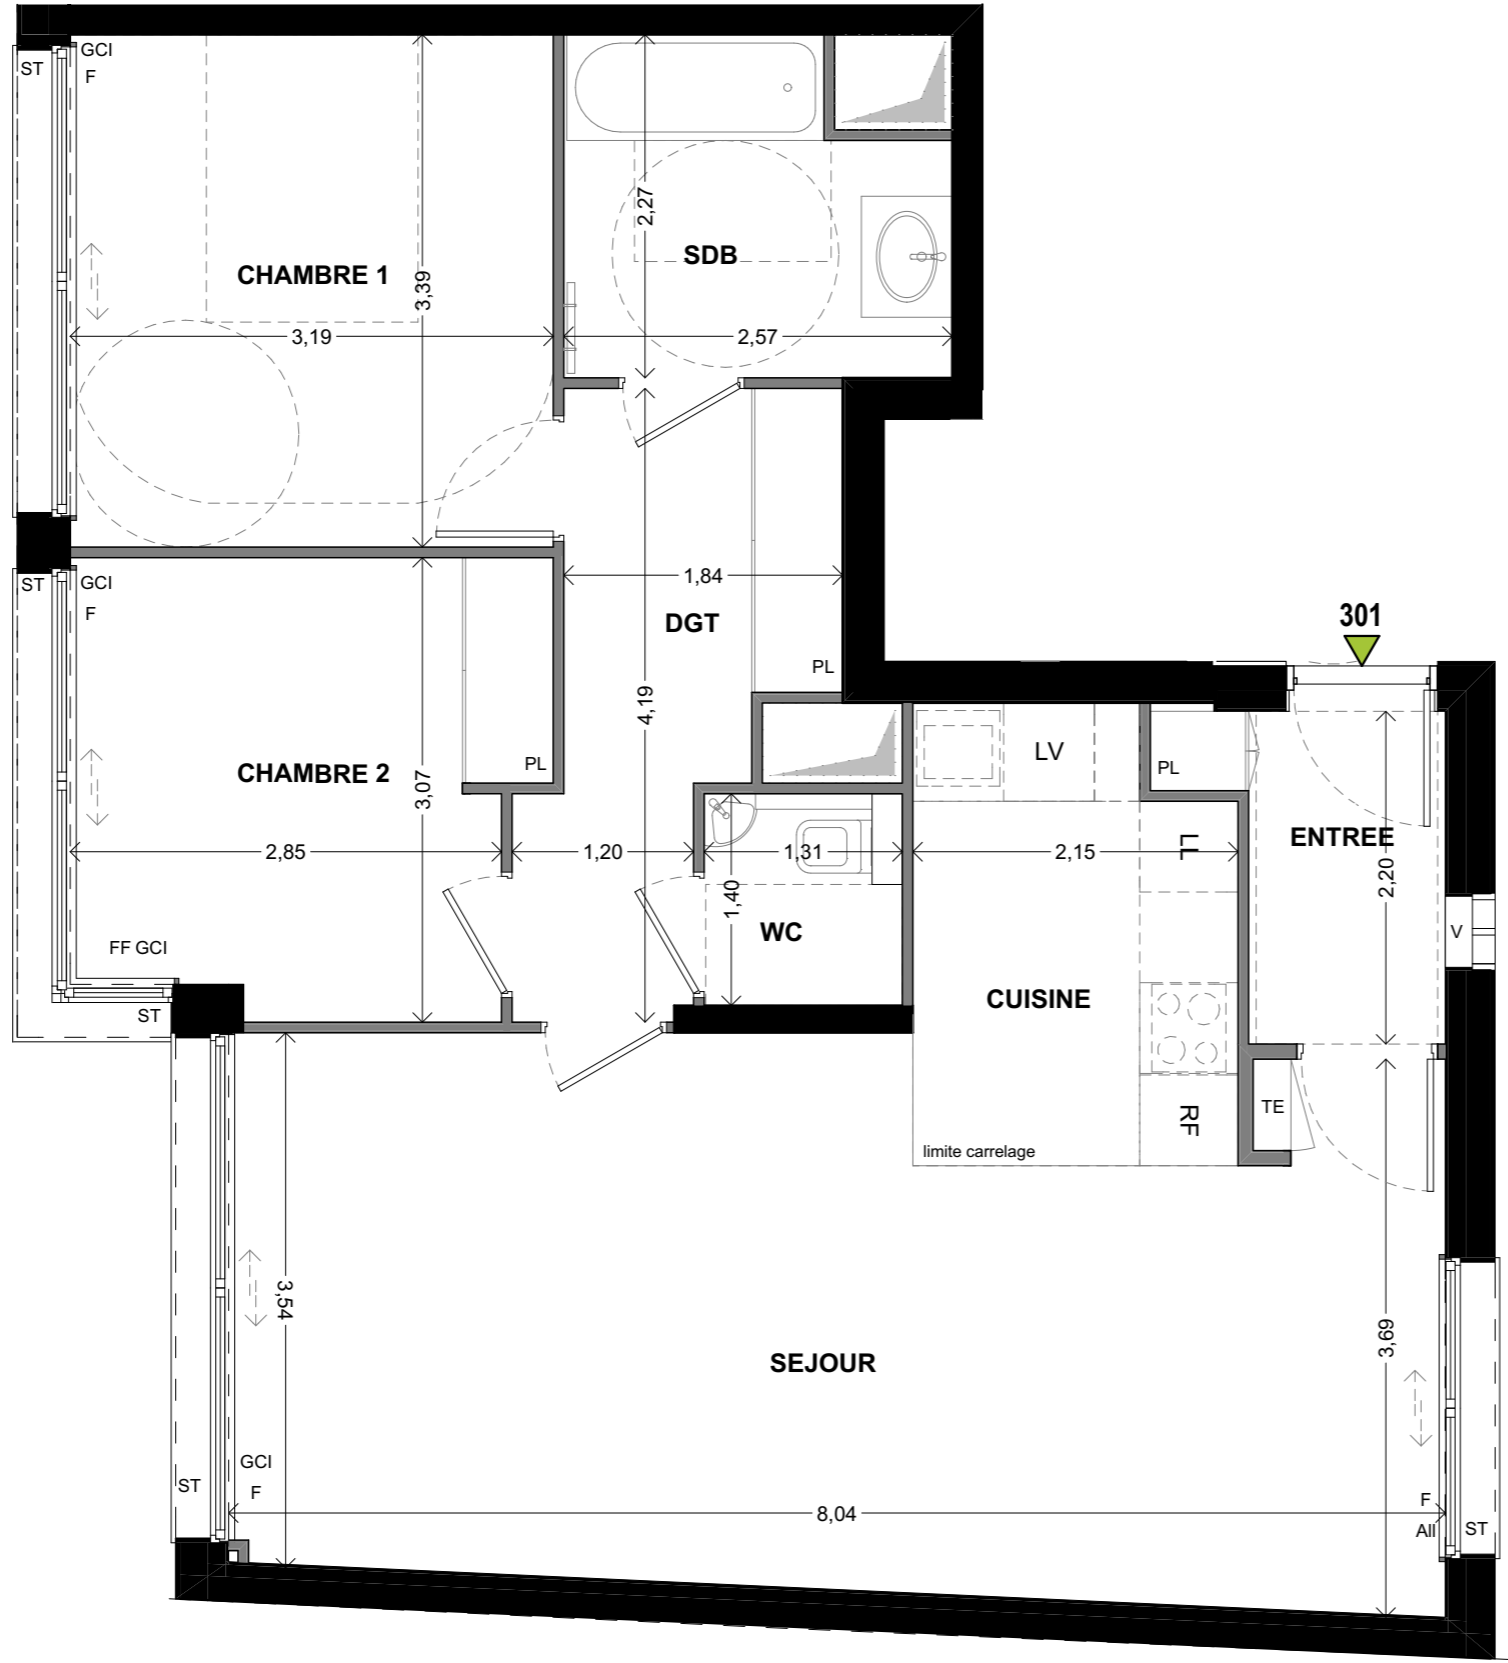 GCI
ST
F
2,27
SDB
CHAMBRE 1
3,39
3,19
2,57
ST
GCI
F
1,84
301
DGT
PL
4,19
LV
PL
PL
CHAMBRE 2
3,07
ENTREE
2,85
1,20
1,31
2,15
LL
2,20
1,40
WC
V
FF GCI
CUISINE
ST
TE
RF
limite carrelage
3,54
3,69
SEJOUR
GCI
ST
F
F
8,04
All
ST